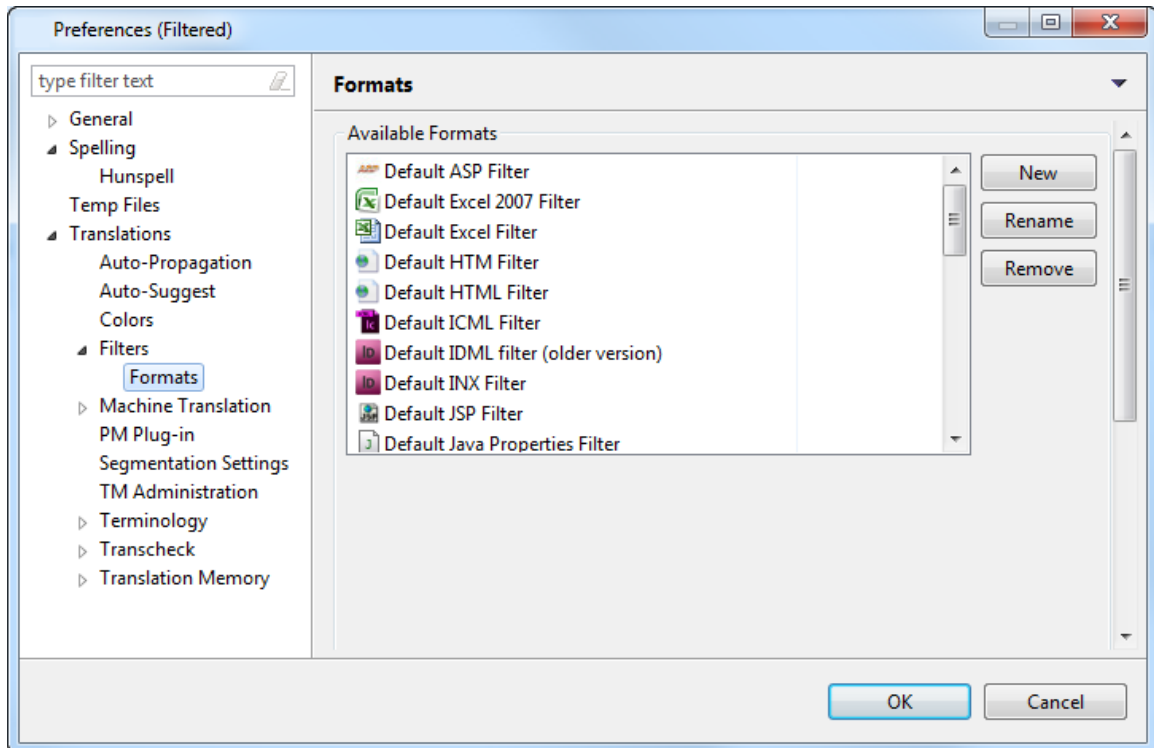 Preferences (Filtered)
type filter text
General
Spelling
Hunspell
Temp Files
Translations
Auto-Propagation
Auto-Suggest
Colors
Filters
Formats
Machine Translation
PM Plug-in
Segmentation Settings
TM Administration
Terminology
Transcheck
Translation Memory
Formats
Available Formats
Default ASP Filter
Default Excel 2007 Filter
Default Excel Filter
Default HTM Filter
Default HTML Filter
Default ICML Filter
Default IDML filter (older version)
Default INX Filter
Default JSP Filter
Default Java Properties Filter
New
Rename
Remove
OK
Cancel